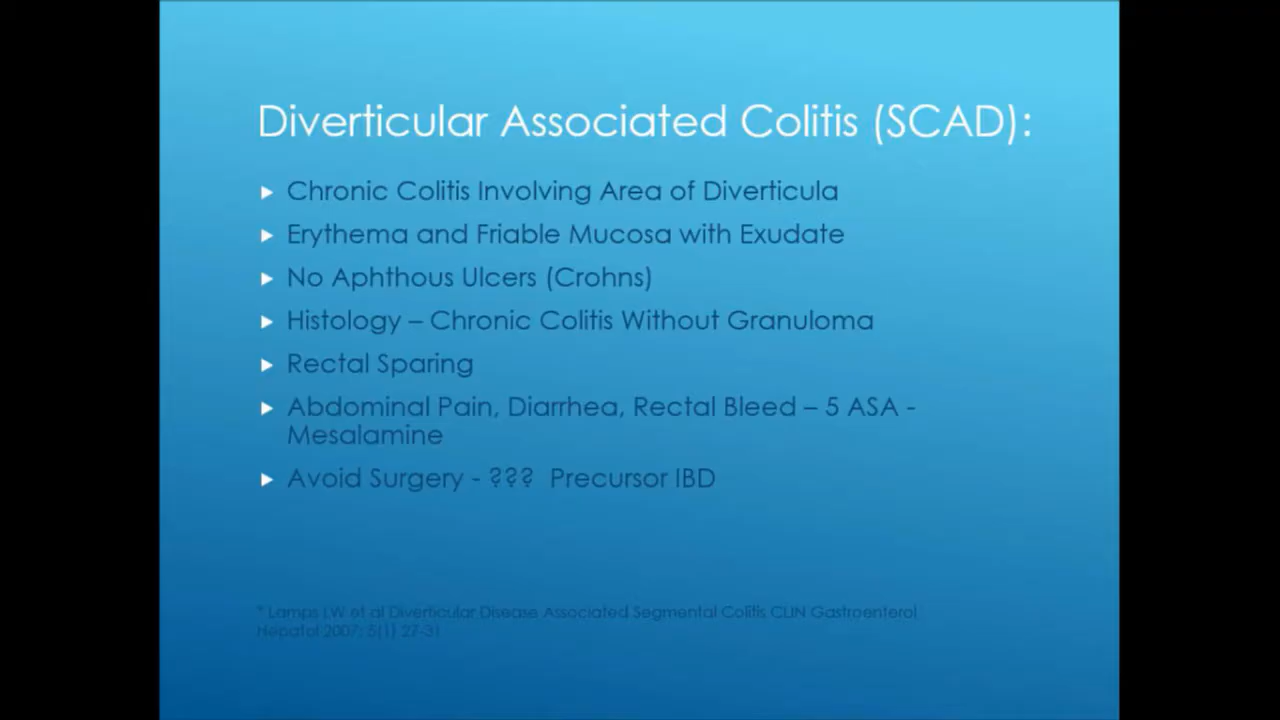 Diverticular Associated Colitis (SCAD):
Chronic Colitis Involving Area of Diverticula
Erythema and Friable Mucosa with Exudate
No Aphthous Ulcers (Crohns)
Histology – Chronic Colitis Without Granuloma
Rectal Sparing
Abdominal Pain, Diarrhea, Rectal Bleed – 5 ASA -
Mesalamine
Avoid Surgery - ??? Precursor IBD
* Lamps LW et al Diverticular Disease Associated Segmental Colitis CLIN Gastroenterol
Hepatol 2007; 5(1) 27-31